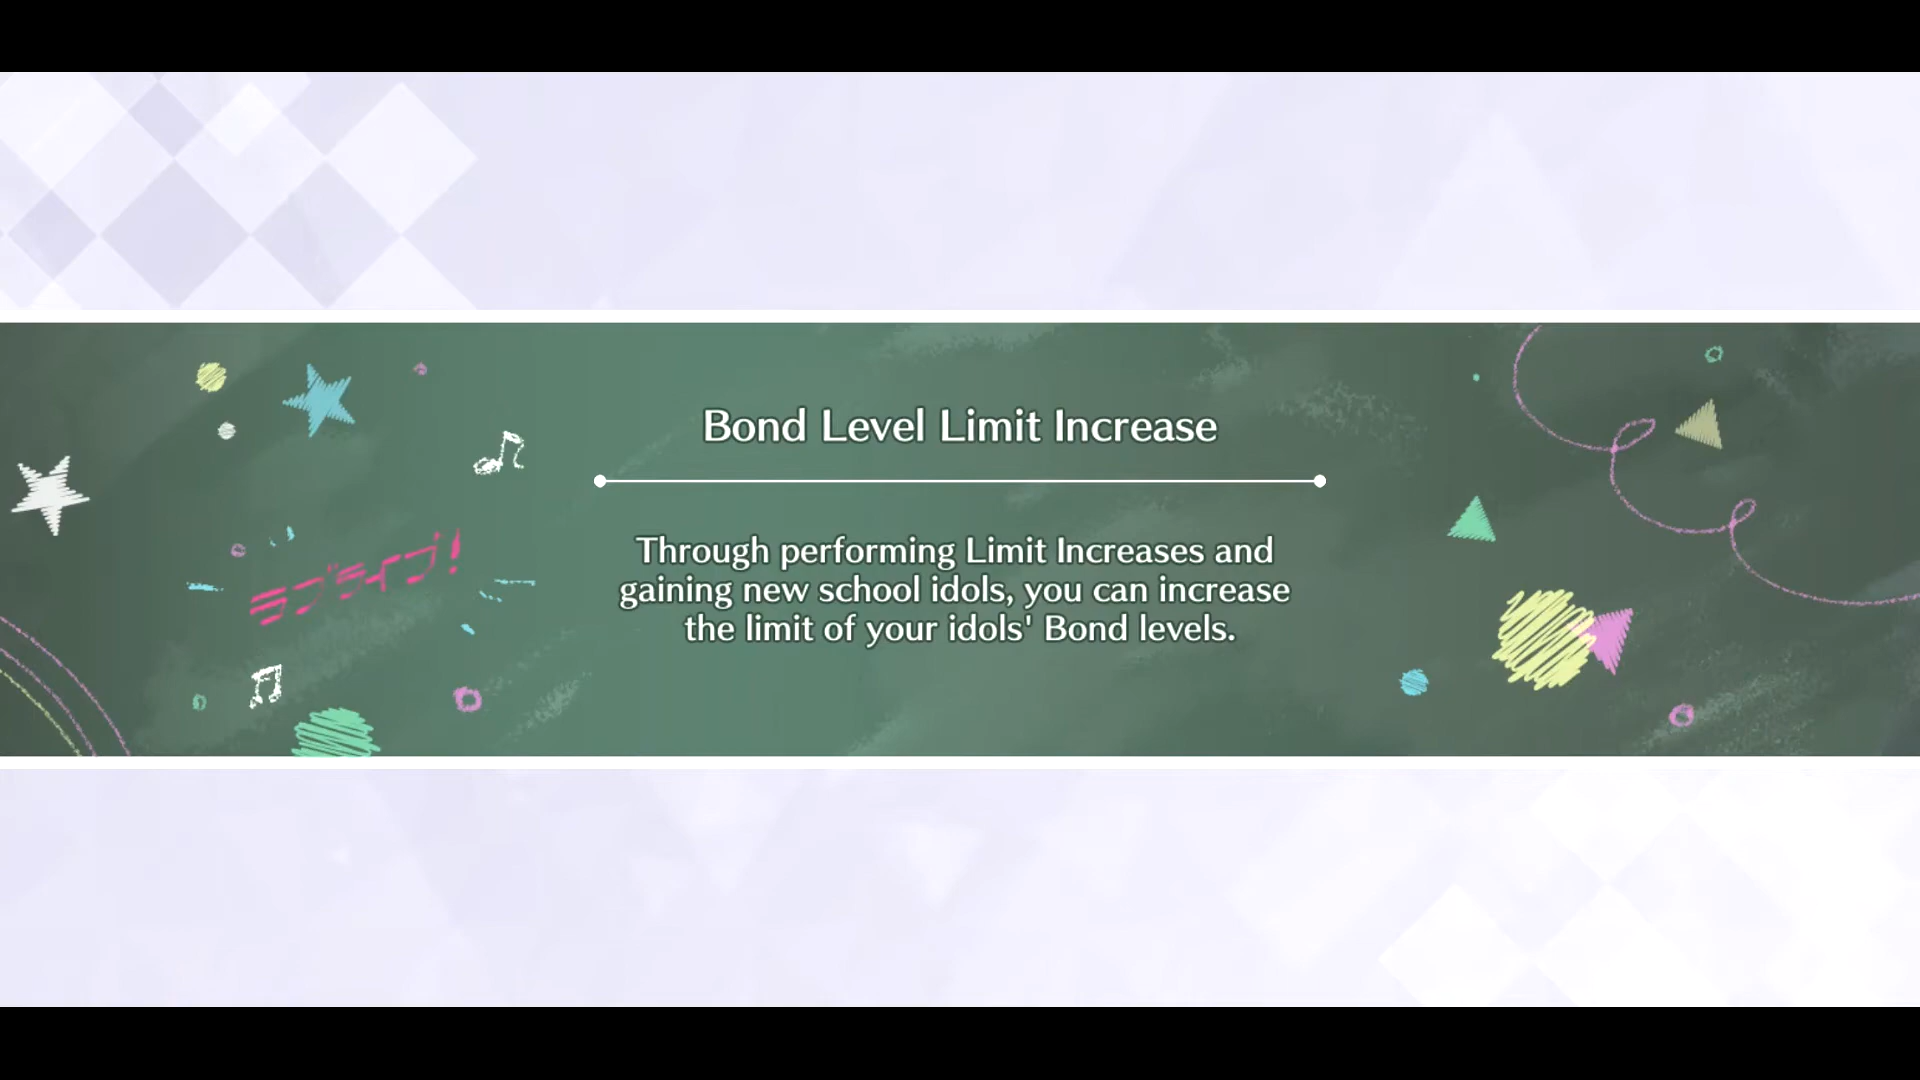 Bond Level Limit Increase
ラブライブ!
Through performing Limit Increases and
gaining new school idols, you can increase
the limit of your idols' Bond levels.